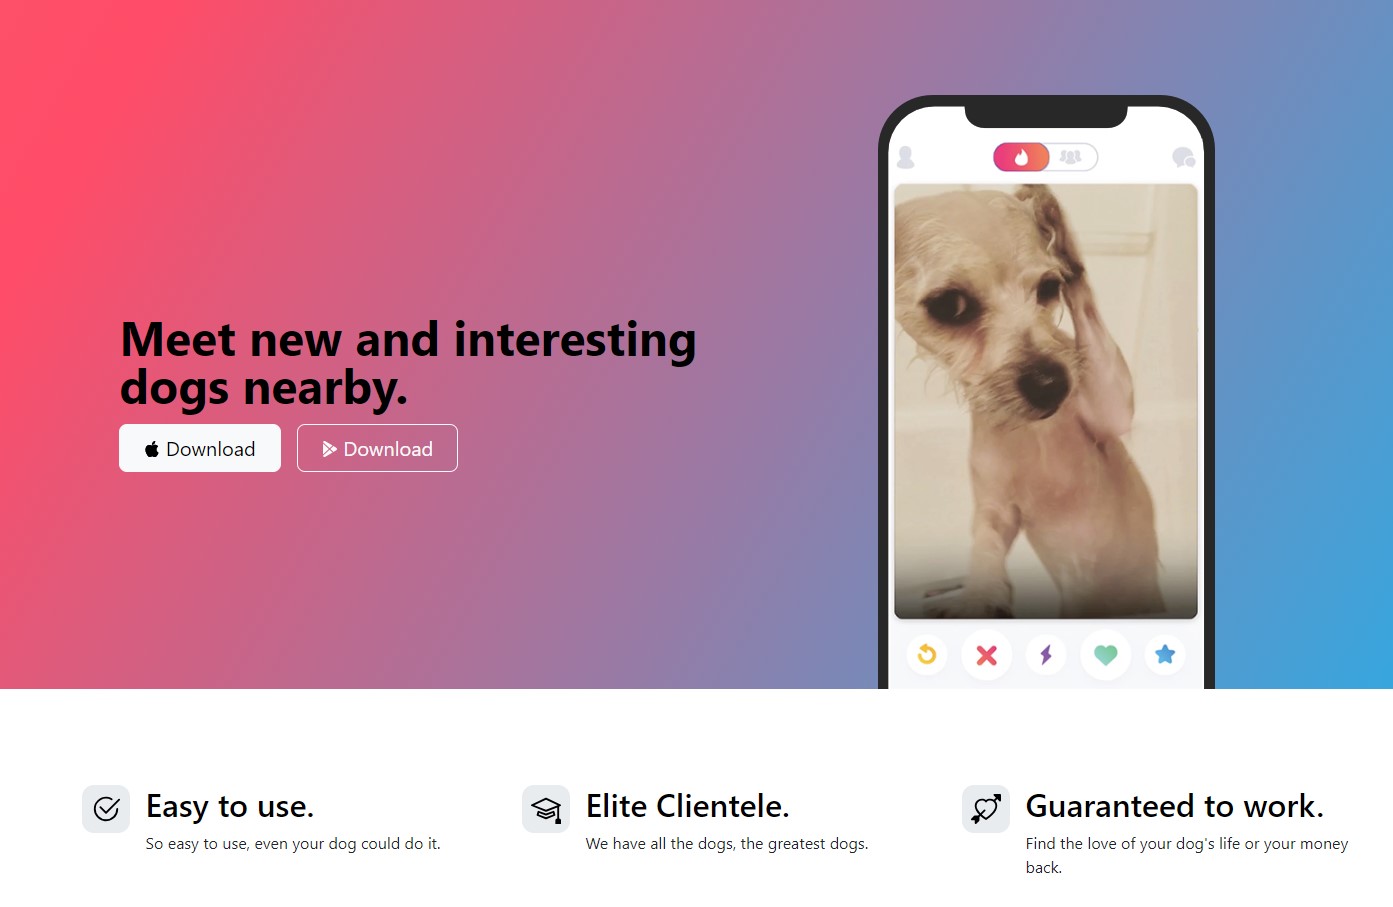 Meet new and interesting
dogs nearby.
Download
Download
Easy to use.
So easy to use, even your dog could do it.
Elite Clientele.
We have all the dogs, the greatest dogs.
Guaranteed to work.
Find the love of your dog's life or your money
back.